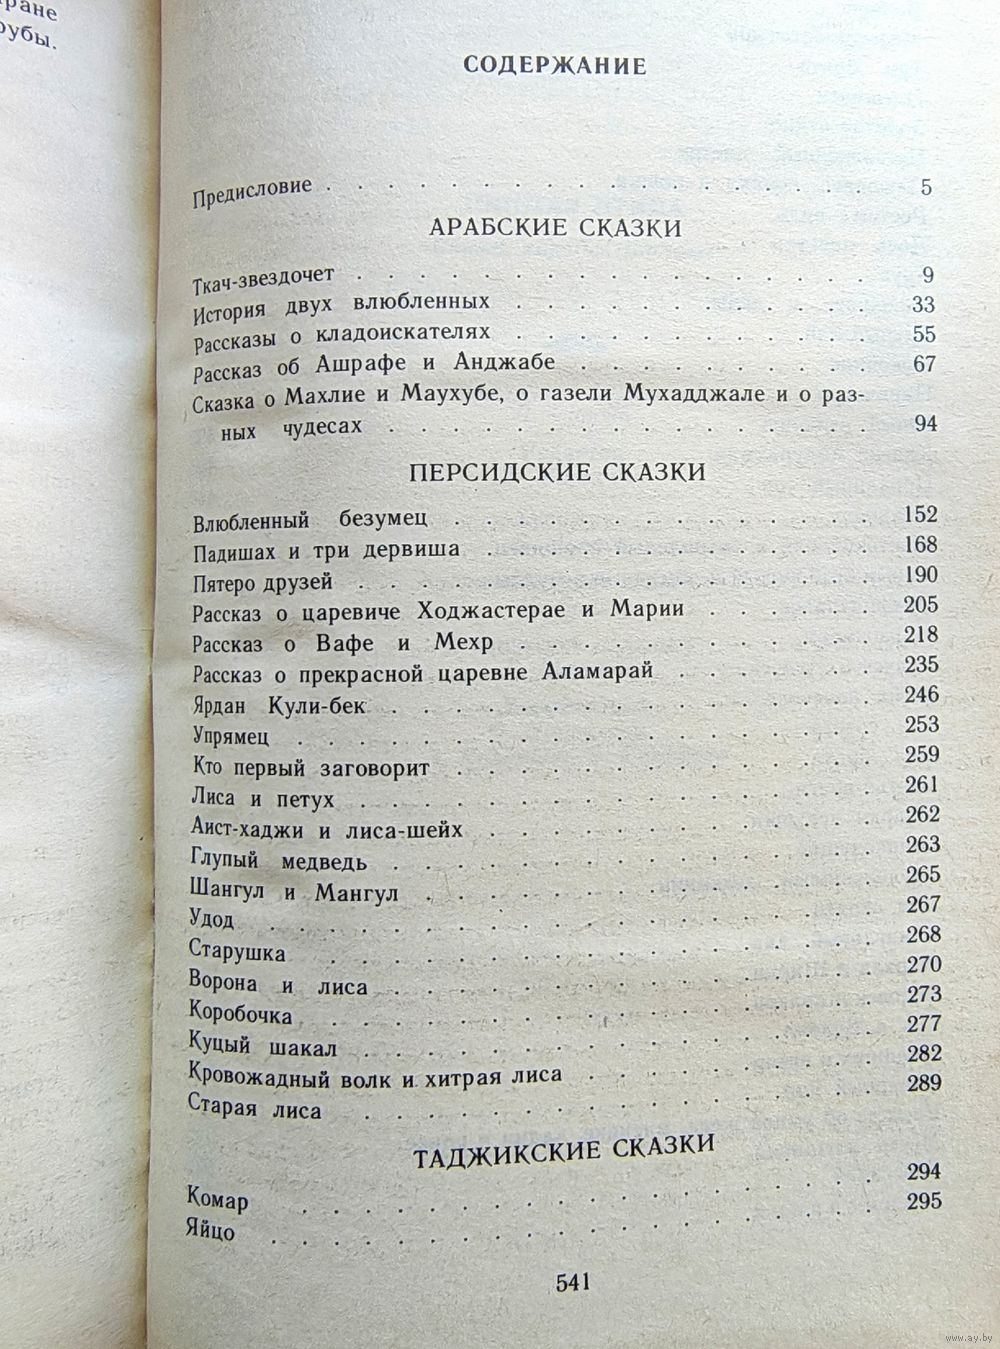 ране
рубы.
СОДЕРЖАНИЕ
Предисловие . . . . . . . . . . . . . . . . 5
АРАБСКИЕ СКАЗКИ
Ткач-звездочет . . . . . . . . . . . . . . . 9
История двух влюбленных . . . . . . . . . . 33
Рассказы о кладоискателях . . . . . . . . . . 55
Рассказ об Ашрафе и Анджабе . . . . . . . . . 67
Сказка о Махлие и Маухубе, о газели Мухадджале и о раз-
ных чудесах . . . . . . . . . . . . . . 94
ПЕРСИДСКИЕ СКАЗКИ
Влюбленный безумец . . . . . . . . . . . . 152
Падишах и три дервиша . . . . . . . . . . . 168
Пятеро друзей . . . . . . . . . . . . . . 190
Рассказ о царевиче Ходжастерае и Марии . . . . . 205
Рассказ о Вафе и Мехр . . . . . . . . . . . 218
Рассказ о прекрасной царевне Аламарай . . . . . . 235
Ярдан Кули-бек . . . . . . . . . . . . . . 246
Упрямец . . . . . . . . . . . . . . . . 253
Кто первый заговорит . . . . . . . . . . . . 259
Лиса и петух . . . . . . . . . . . . . . . 261
Аист-хаджи и лиса-шейх . . . . . . . . . . . 262
Глупый медведь . . . . . . . . . . . . . . 263
Шангул и Мангул . . . . . . . . . . . . . 265
Удод . . . . . . . . . . . . . . . . . 267
Старушка . . . . . . . . . . . . . . . . 268
Ворона и лиса . . . . . . . . . . . . . . 270
Коробочка . . . . . . . . . . . . . . . . 273
Куцый шакал . . . . . . . . . . . . . . . 277
Кровожадный волк и хитрая лиса . . . . . . . . 282
Старая лиса . . . . . . . . . . . . . . . 289
ТАДЖИКСКИЕ СКАЗКИ
Комар . . . . . . . . . . . . . . . . . 294
Яйцо . . . . . . . . . . . . . . . . . 295
541
www.ay.by